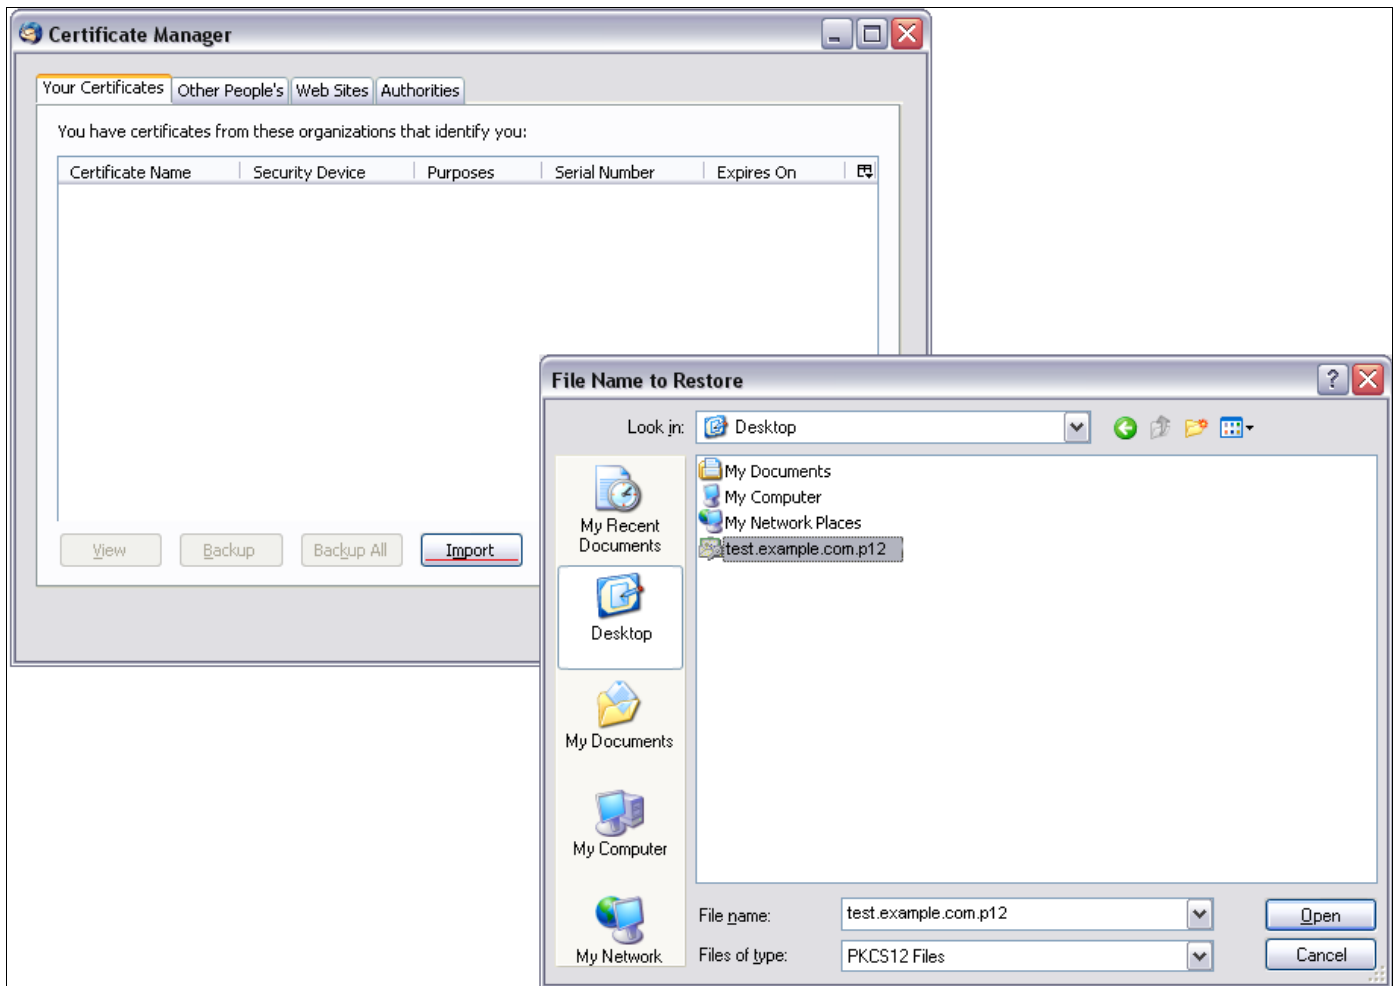 Certificate Manager
Your Certificates Other People's Web Sites Authorities
You have certificates from these organizations that identify you:
Certificate Name Security Device Purposes Serial Number Expires On
View Backup Backup All Import
File Name to Restore
Look in: Desktop
My Recent
Documents
Desktop
My Documents
My Computer
My Network
My Documents
My Computer
My Network Places
test.example.com.p12
File name: test.example.com.p12 Open
Files of type: PKCS12 Files Cancel